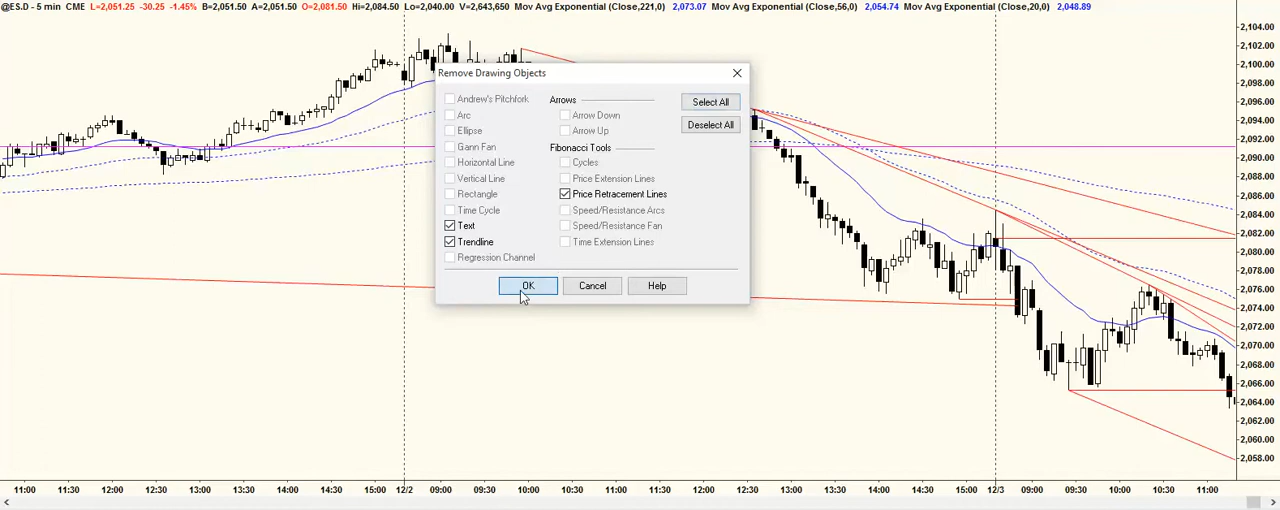 @ES.D - 5 min CME L=2,051.25 -30.25 -1.45% B=2,051.50 A=2,051.50 O=2,081.50 Hi=2,084.50 Lo=2,040.00 V=2,643,650 Mov Avg Exponential (Close,221,0) 2,073.07 Mov Avg Exponential (Close,56,0) 2,054.74 Mov Avg Exponential (Close,20,0) 2,048.89
Remove Drawing Objects
Andrew's Pitchfork
Arc
Ellipse
Gann Fan
Horizontal Line
Vertical Line
Rectangle
Time Cycle
Text
Trendline
Regression Channel
Arrows
Arrow Down
Arrow Up
Fibonacci Tools
Cycles
Price Extension Lines
Price Retracement Lines
Speed/Resistance Arcs
Speed/Resistance Fan
Time Extension Lines
Select All
Deselect All
OK Cancel Help
2,104.00
2,102.00
2,100.00
2,098.00
2,096.00
2,094.00
2,092.00
2,090.00
2,088.00
2,086.00
2,084.00
2,082.00
2,080.00
2,078.00
2,076.00
2,074.00
2,072.00
2,070.00
2,068.00
2,066.00
2,064.00
2,062.00
2,060.00
2,058.00
11:00 11:30 12:00 12:30 13:00 13:30 14:00 14:30 15:00 12/2 09:00 09:30 10:00 10:30 11:00 11:30 12:00 12:30 13:00 13:30 14:00 14:30 15:00 12/3 09:00 09:30 10:00 10:30 11:00